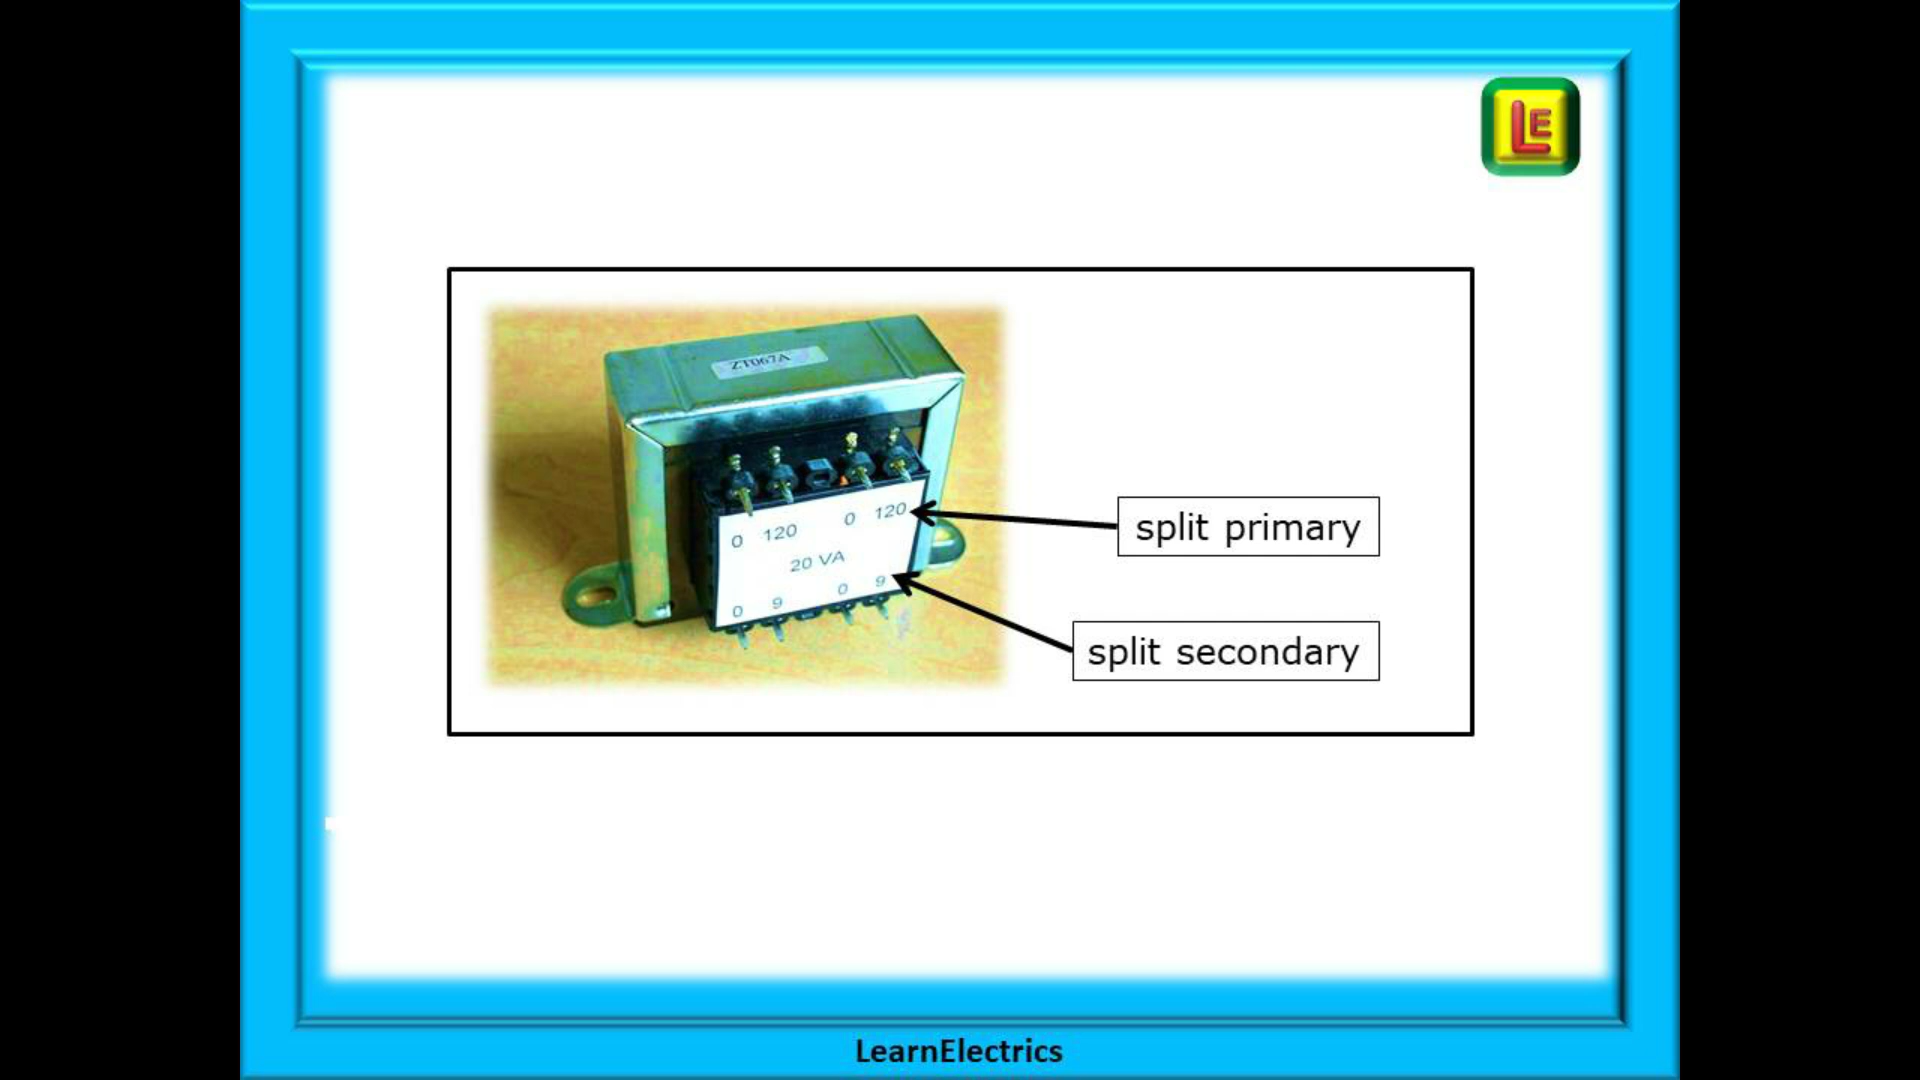 LE
ZT067A
0 120 0 120
20 VA
0 9 0 9
split primary
split secondary
LearnElectrics